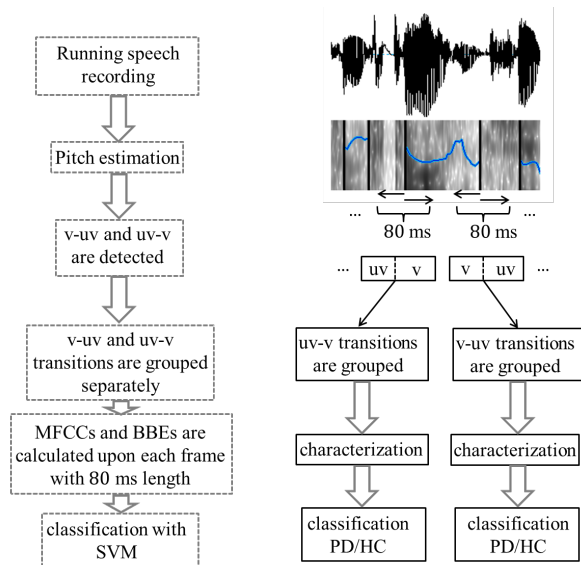 Running speech
recording
Pitch estimation
v-uv and uv-v
are detected
v-uv and uv-v
transitions are grouped
separately
MFCCs and BBEs are
calculated upon each frame
with 80 ms length
classification with
SVM
... ...
80 ms 80 ms
... uv v v uv ...
uv-v transitions
are grouped
v-uv transitions
are grouped
characterization
characterization
classification
PD/HC
classification
PD/HC